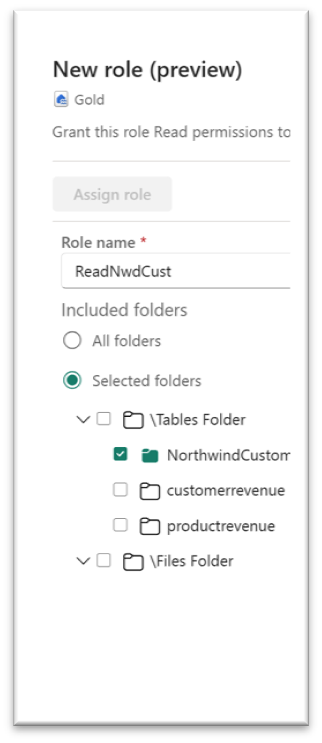 New role (preview)
Gold
Grant this role Read permissions to
Assign role
Role name *
ReadNwdCust
Included folders
All folders
Selected folders
\Tables Folder
NorthwindCustom
customerrevenue
productrevenue
\Files Folder